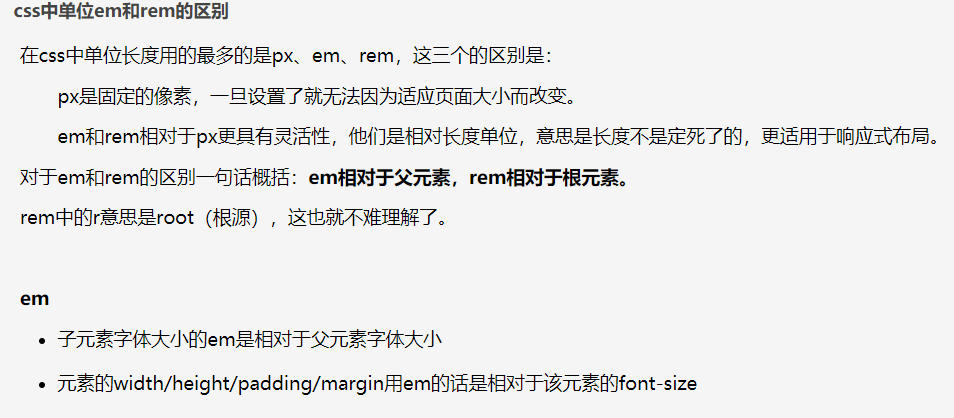 css中单位em和rem的区别
在css中单位长度用的最多的是px、em、rem，这三个的区别是：
px是固定的像素，一旦设置了就无法因为适应页面大小而改变。
em和rem相对于px更具有灵活性，他们是相对长度单位，意思是长度不是定死了的，更适用于响应式布局。
对于em和rem的区别一句话概括：em相对于父元素，rem相对于根元素。
rem中的r意思是root（根源），这也就不难理解了。
em
• 子元素字体大小的em是相对于父元素字体大小
• 元素的width/height/padding/margin用em的话是相对于该元素的font-size